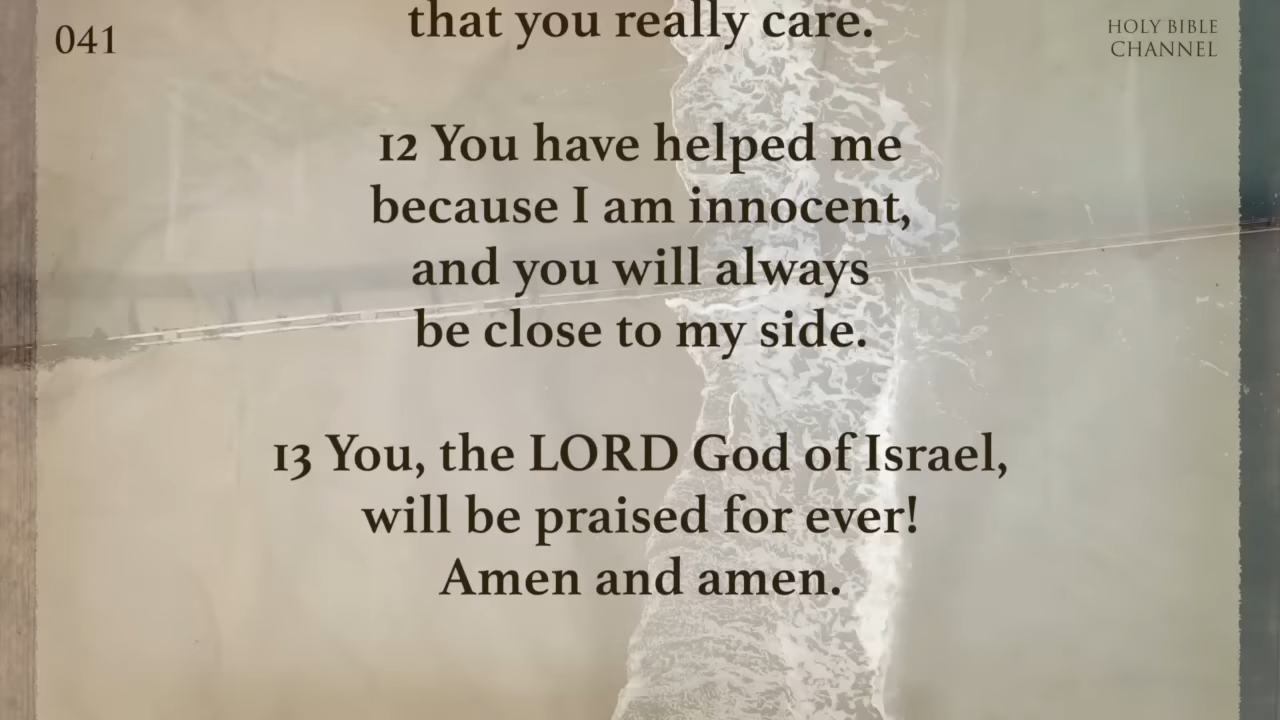 041
HOLY BIBLE
CHANNEL
that you really care.
12 You have helped me
because I am innocent,
and you will always
be close to my side.
13 You, the LORD God of Israel,
will be praised for ever!
Amen and amen.